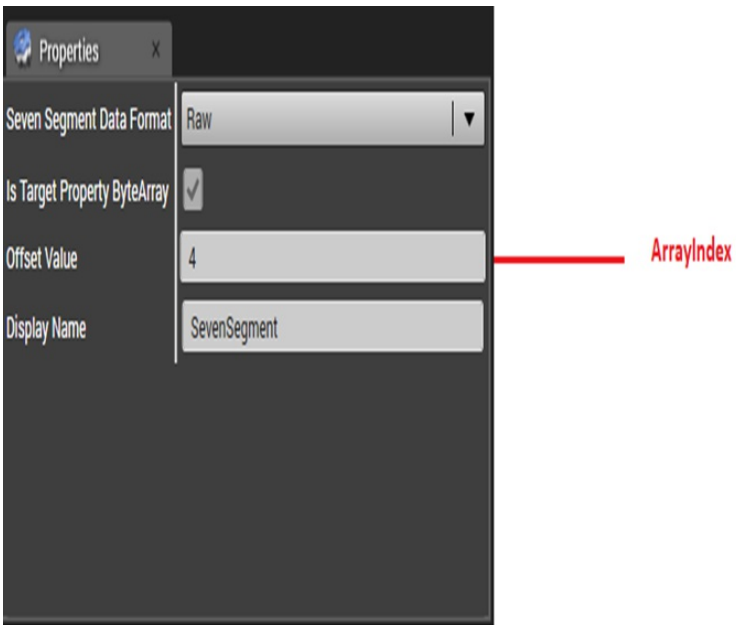 Properties X
Seven Segment Data Format Raw
Is Target Property ByteArray
Offset Value 4 ArrayIndex
Display Name SevenSegment